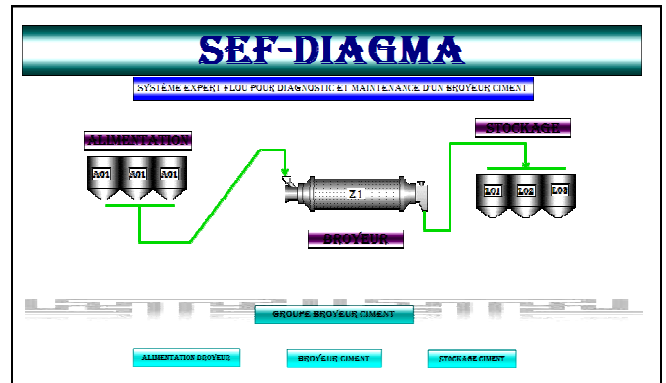 SEF-DIAGMA
SYSTÈME EXPERT FLOU POUR DIAGNOSTIC ET MAINTENANCE D'UN BROYEUR CIMENT
ALIMENTATION
STOCKAGE
A01 A01 A01
Z1
L01 L02 L03
BROYEUR
GROUPE BROYEUR CIMENT
ALIMENTATION BROYEUR
BROYEUR CIMENT
STOCKAGE CIMENT